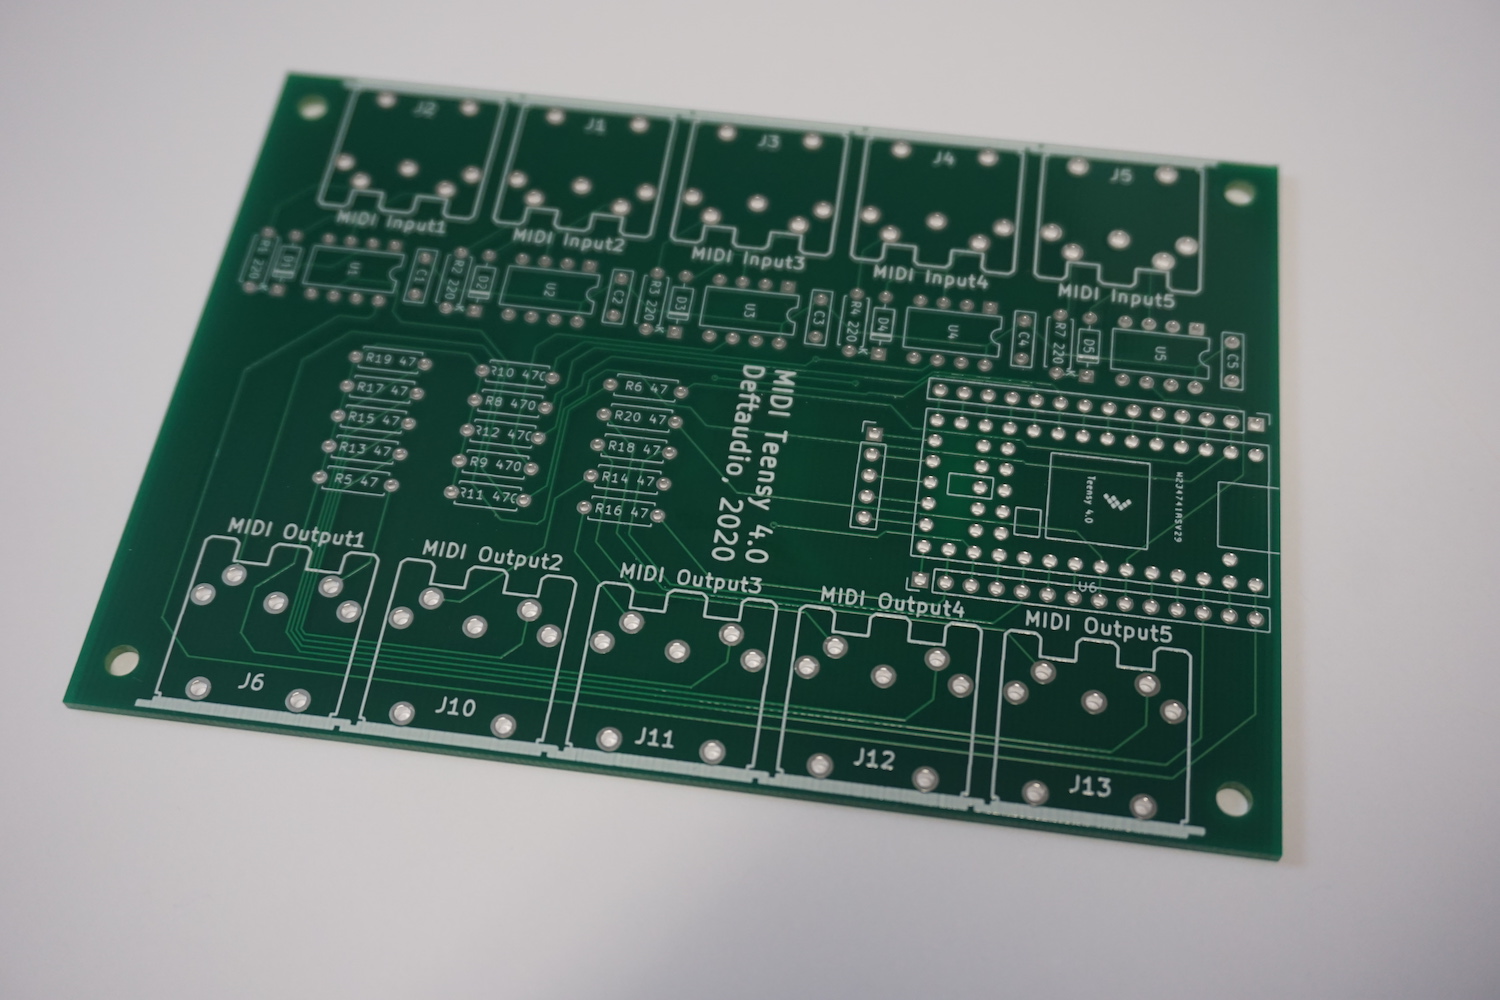 J2
J1
J3
J4
J5
MIDI Input1
MIDI Input2
MIDI Input3
MIDI Input4
MIDI Input5
R1 220
D1
K
U1
C1
R2 220
D2
K
U2
C2
R3 220
D3
K
U3
C3
R4 220
D4
K
U4
C4
R7 220
D5
K
U5
C5
R19 47
R17 47
R15 47
R13 47
R5 47
R10 470
R8 470
R12 470
R9 470
R11 470
R6 47
R20 47
R18 47
R14 47
R16 47
MIDI Teensy 4.0
Deftaudio, 2020
Teensy 4.0
U6
MIDI Output1
MIDI Output2
MIDI Output3
MIDI Output4
MIDI Output5
J6
J10
J11
J12
J13